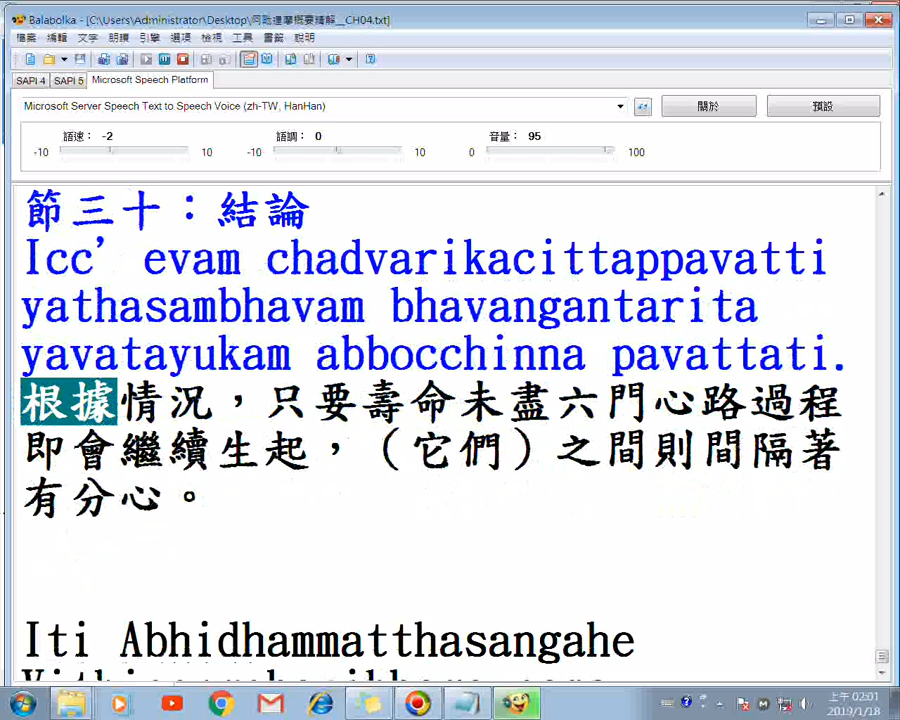 Balabolka - [C:\Users\Administrator\Desktop\阿毗達摩概要精解__CH04.txt]
檔案 編輯 文字 朗讀 引擎 選項 檢視 工具 書籤 說明
SAPI 4 SAPI 5 Microsoft Speech Platform
Microsoft Server Speech Text to Speech Voice (zh-TW, HanHan) 關於 預設
語速： -2 語調： 0 音量： 95
-10 10 -10 10 0 100
節三十：結論
Icc’ evam chadvarikacittappavatti
yathasambhavam bhavangantarita
yavatayukam abbocchinna pavattati.
根據情況，只要壽命未盡六門心路過程
即會繼續生起，（它們）之間則間隔著
有分心。
Iti Abhidhammatthasangahe
上午 02:01
2019/1/18